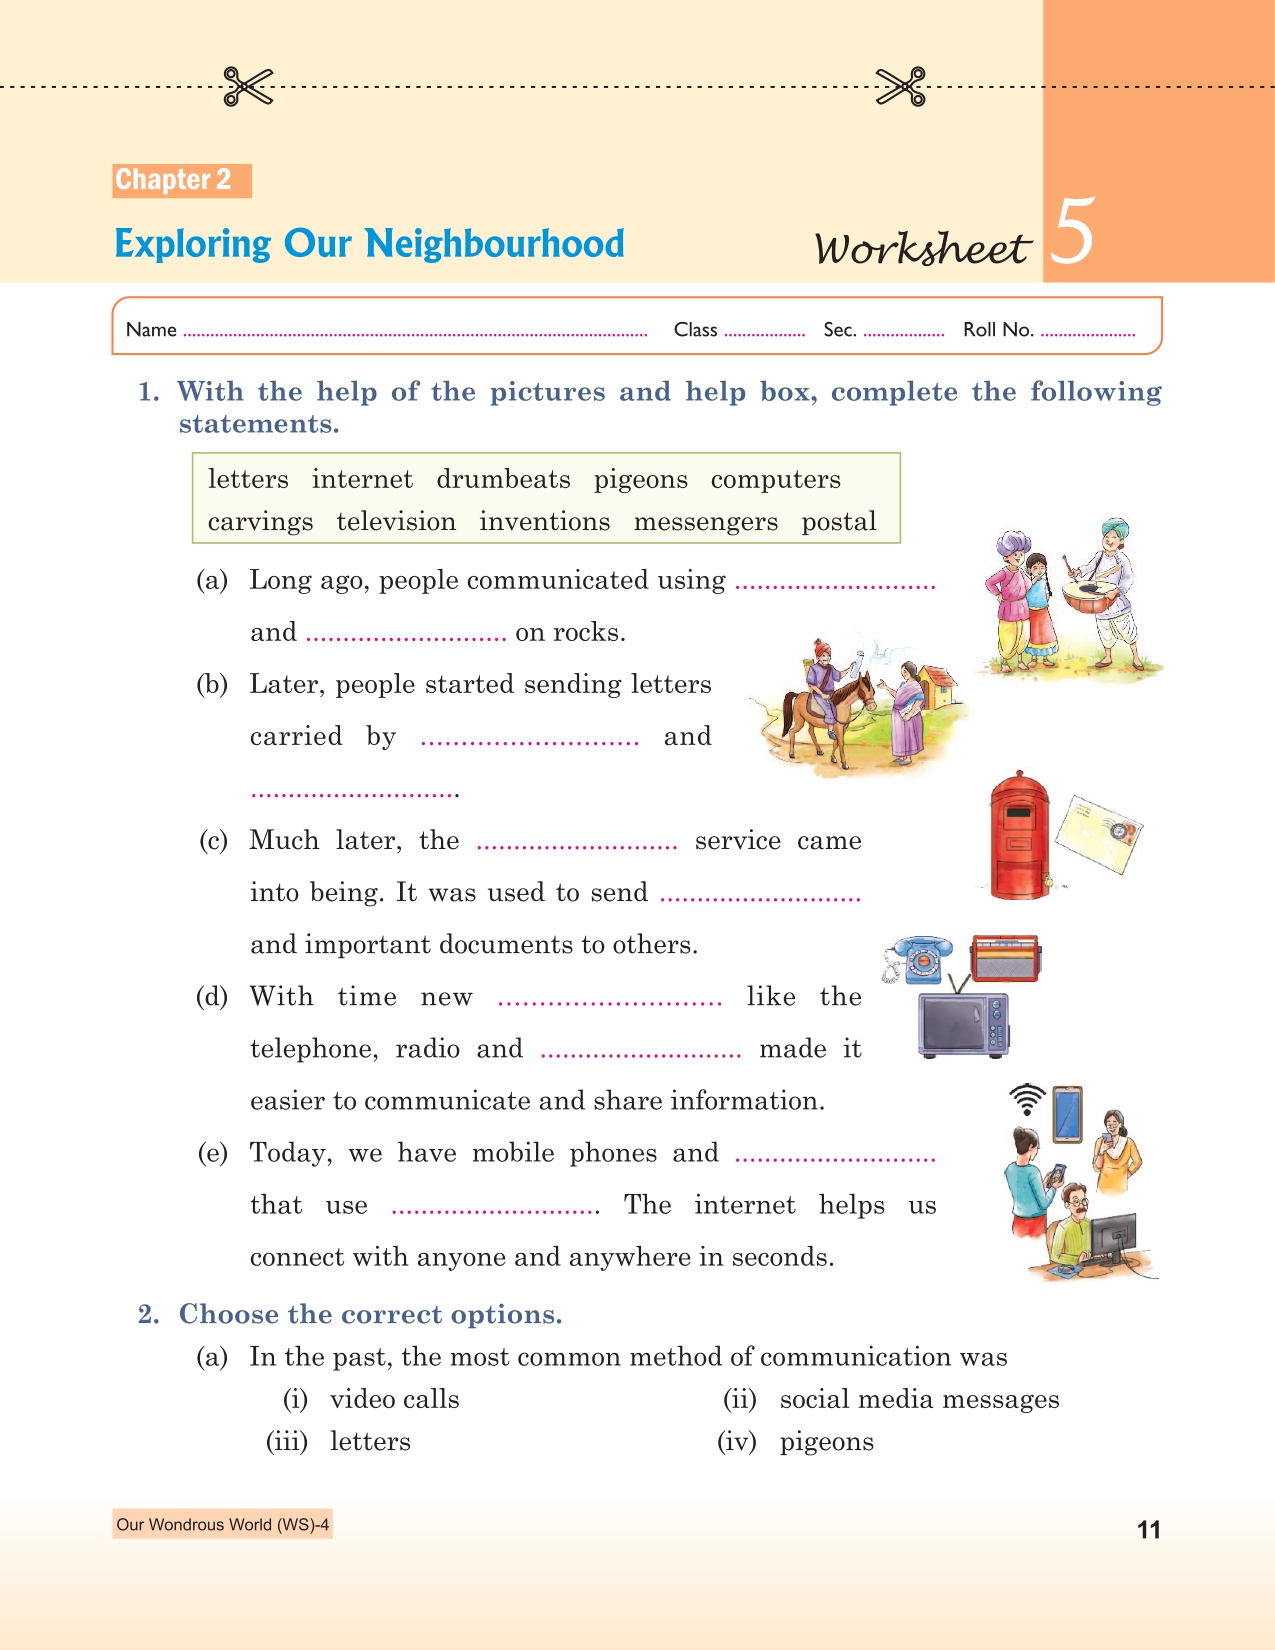 Chapter 2
Exploring Our Neighbourhood
Worksheet 5
Name ........................ Class ........................ Sec. ........................ Roll No. ........................
1. With the help of the pictures and help box, complete the following
statements.
letters internet drumbeats pigeons computers
carvings television inventions messengers postal
(a) Long ago, people communicated using ...........................
and ........................... on rocks.
(b) Later, people started sending letters
carried by ........................... and
............................
(c) Much later, the ........................... service came
into being. It was used to send ...........................
and important documents to others.
(d) With time new ........................... like the
telephone, radio and ........................... made it
easier to communicate and share information.
(e) Today, we have mobile phones and ...........................
that use ............................ The internet helps us
connect with anyone and anywhere in seconds.
2. Choose the correct options.
(a) In the past, the most common method of communication was
(i) video calls (ii) social media messages
(iii) letters (iv) pigeons
Our Wondrous World (WS)-4
11